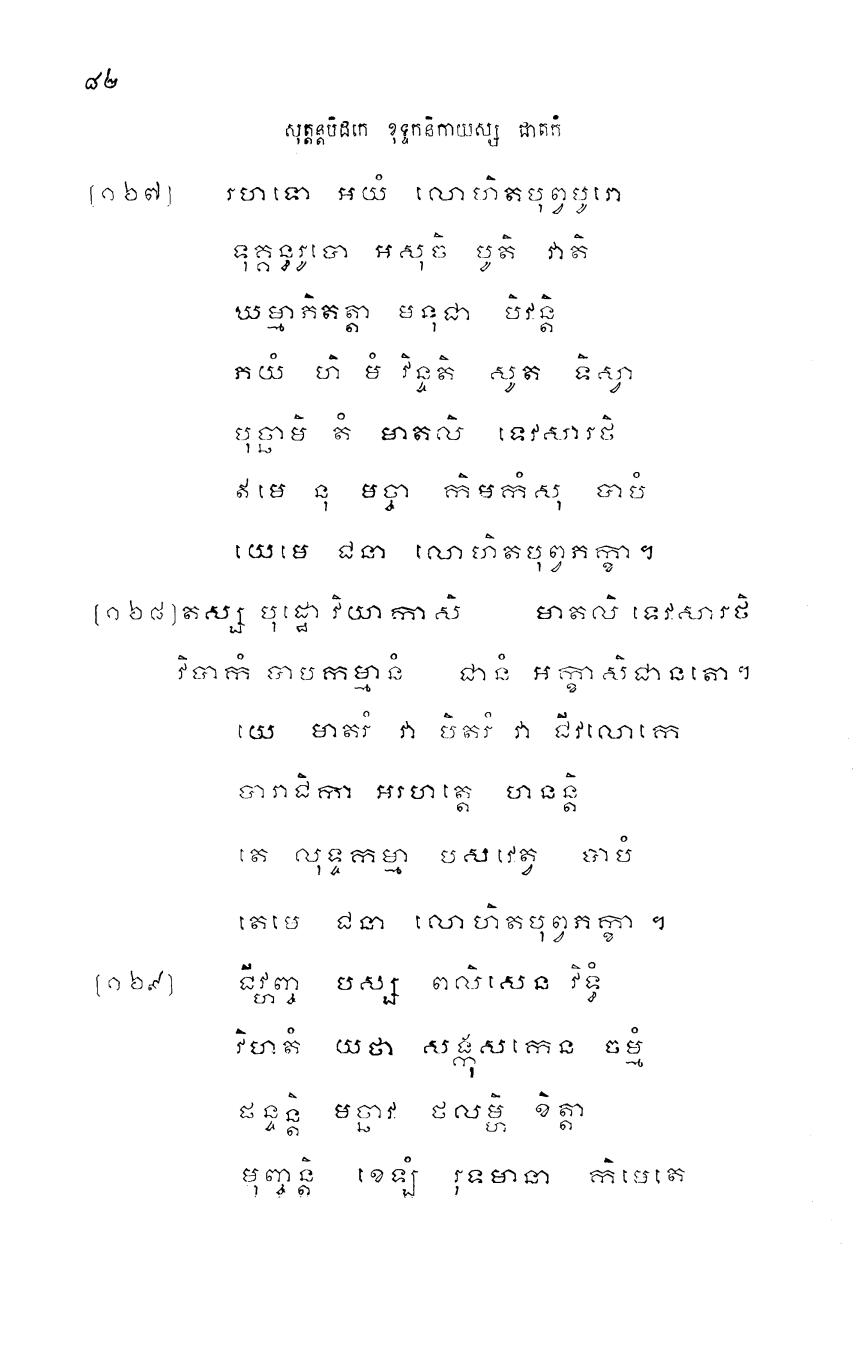 ៨២
សុត្តន្តបិដកេ ខុទ្ទកនិកាយស្ស ជាតកំ
[១៦៧] រហទោ អយំ លោហិតបុព្វបូរោ
ទុគ្គន្ធរូបោ អសុចិ បូតិ វាតិ
ឃម្មាភិតត្តា មនុជា បិវន្តិ
ភយំ ហិ មំ វិន្ទតិ សូត ទិស្វា
បុច្ឆាមិ តំ មាតលិ ទេវសារថិ
ឥមេ នុ មច្ចា កិមកំសុ បាបំ
យេមេ ជនា លោហិតបុព្វភក្ខា។
[១៦៨]តស្ស បុដ្ឋោ វិយាកាសិ មាតលិ ទេវសារថិ
វិបាកំ បាបកម្មានំ ជានំ អក្ខាសិជានតោ។
យេ មាតរំ វា បិតរំ វា ជីវលោកេ
បារាជិកា អរហត្តេ ហនន្តិ
តេ លុទ្ទកម្មា បសវេត្វ បាបំ
តេមេ ជនា លោហិតបុព្វភក្ខា ។
[១៦៩] ជីវ្ហញ្ច បស្ស ពលិសេន វិទ្ធំ
វិហតំ យថា សង្កុសកេន ចម្មំ
ផន្ទន្តិ មច្ឆាវ ថលម្ហិ ខិត្តា
មុញ្ចន្តិ ខេឡំ រុទមានា កិមេតេ